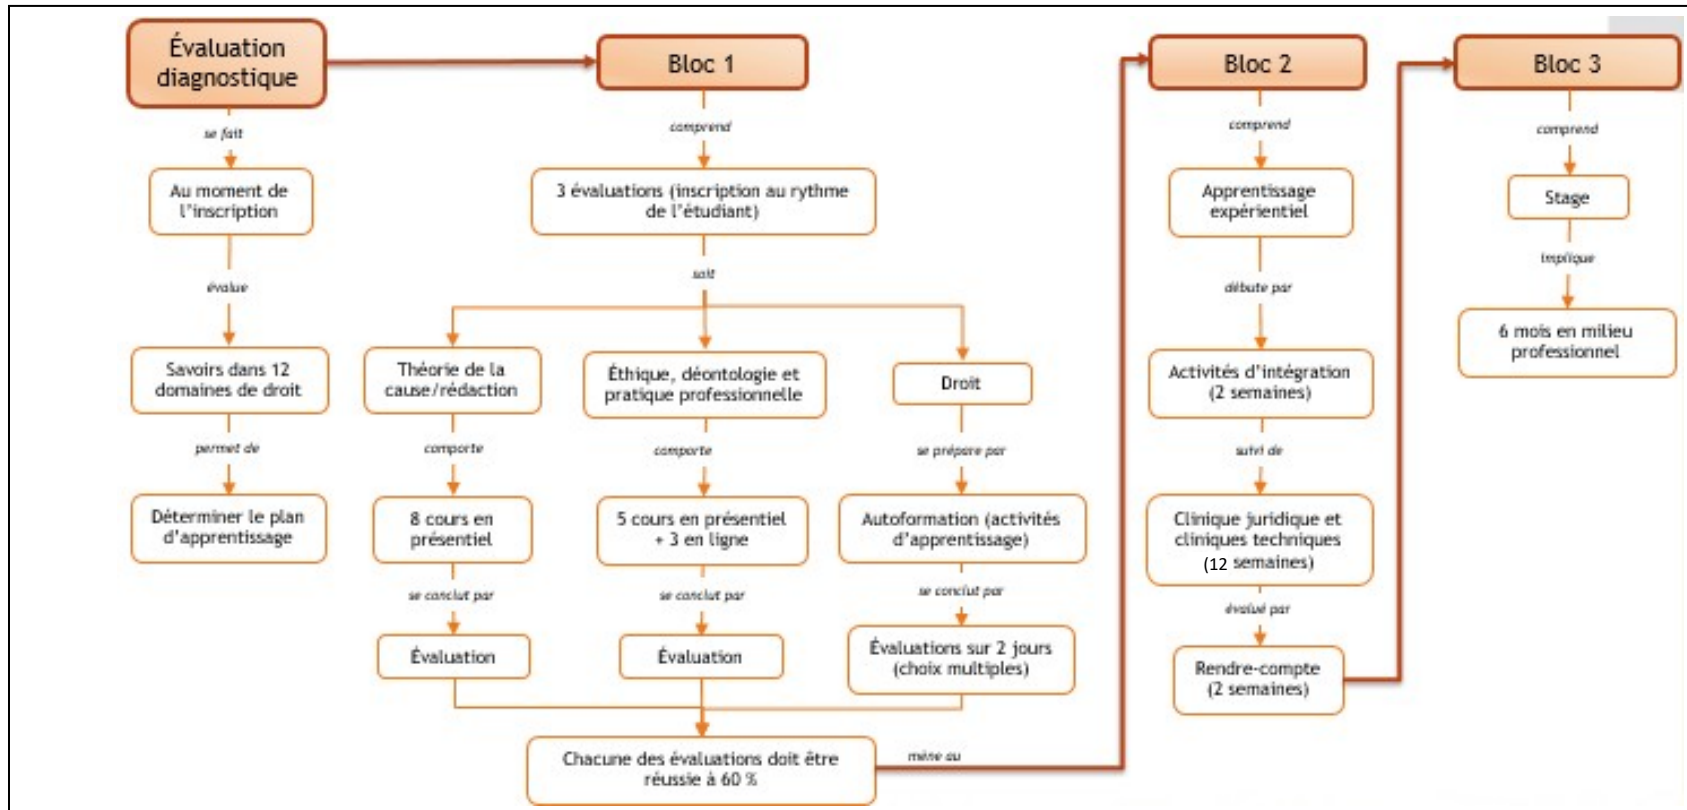 Évaluation
diagnostique
se fait
Au moment de
l'inscription
évalue
Savoirs dans 12
domaines de droit
permet de
Déterminer le plan
d'apprentissage
Bloc 1
comprend
3 évaluations (inscription au rythme
de l'étudiant)
soit
Théorie de la
cause/rédaction
comporte
8 cours en
présentiel
se conclut par
Évaluation
Éthique, déontologie et
pratique professionnelle
comporte
5 cours en présentiel
+ 3 en ligne
se conclut par
Évaluation
Droit
se prépare par
Autoformation (activités
d'apprentissage)
se conclut par
Évaluations sur 2 jours
(choix multiples)
Chacune des évaluations doit être
réussie à 60 %
mène au
Bloc 2
comprend
Apprentissage
expérientiel
débute par
Activités d'intégration
(2 semaines)
suivi de
Clinique juridique et
cliniques techniques
(12 semaines)
évalué par
Rendre-compte
(2 semaines)
Bloc 3
comprend
Stage
implique
6 mois en milieu
professionnel